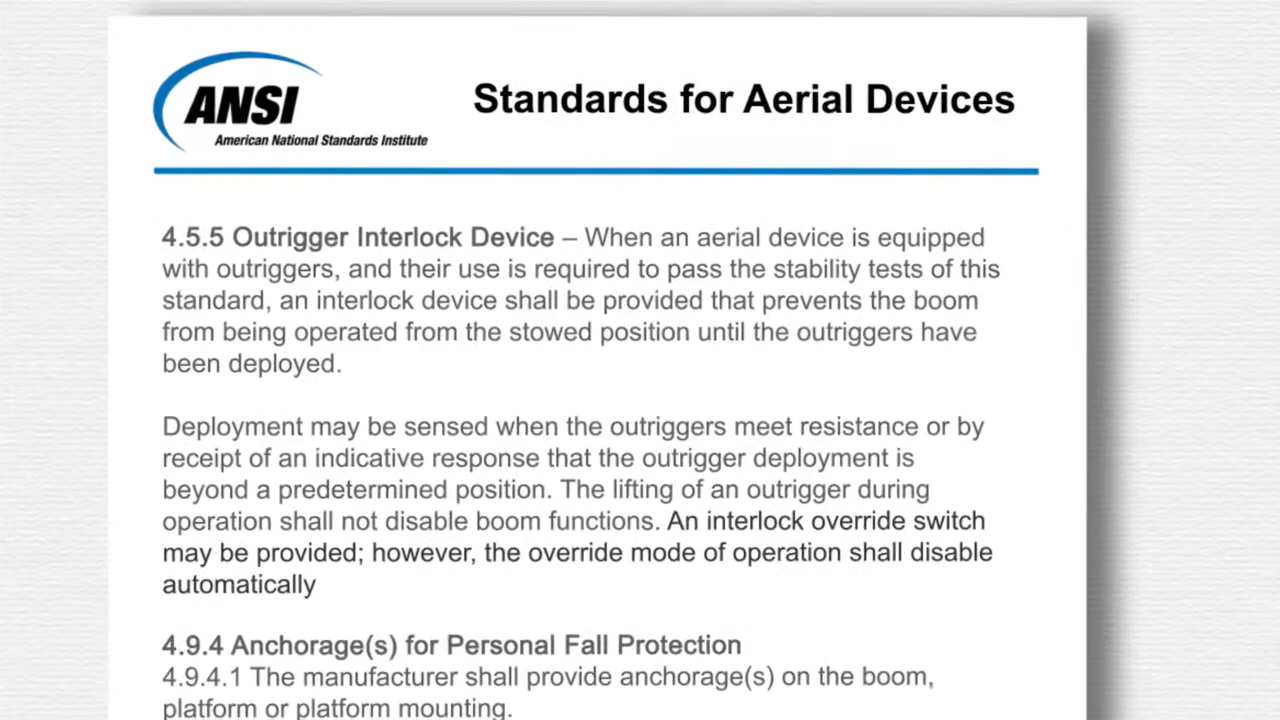 ANSI
American National Standards Institute
Standards for Aerial Devices
4.5.5 Outrigger Interlock Device – When an aerial device is equipped
with outriggers, and their use is required to pass the stability tests of this
standard, an interlock device shall be provided that prevents the boom
from being operated from the stowed position until the outriggers have
been deployed.
Deployment may be sensed when the outriggers meet resistance or by
receipt of an indicative response that the outrigger deployment is
beyond a predetermined position. The lifting of an outrigger during
operation shall not disable boom functions. An interlock override switch
may be provided; however, the override mode of operation shall disable
automatically
4.9.4 Anchorage(s) for Personal Fall Protection
4.9.4.1 The manufacturer shall provide anchorage(s) on the boom,
platform or platform mounting.